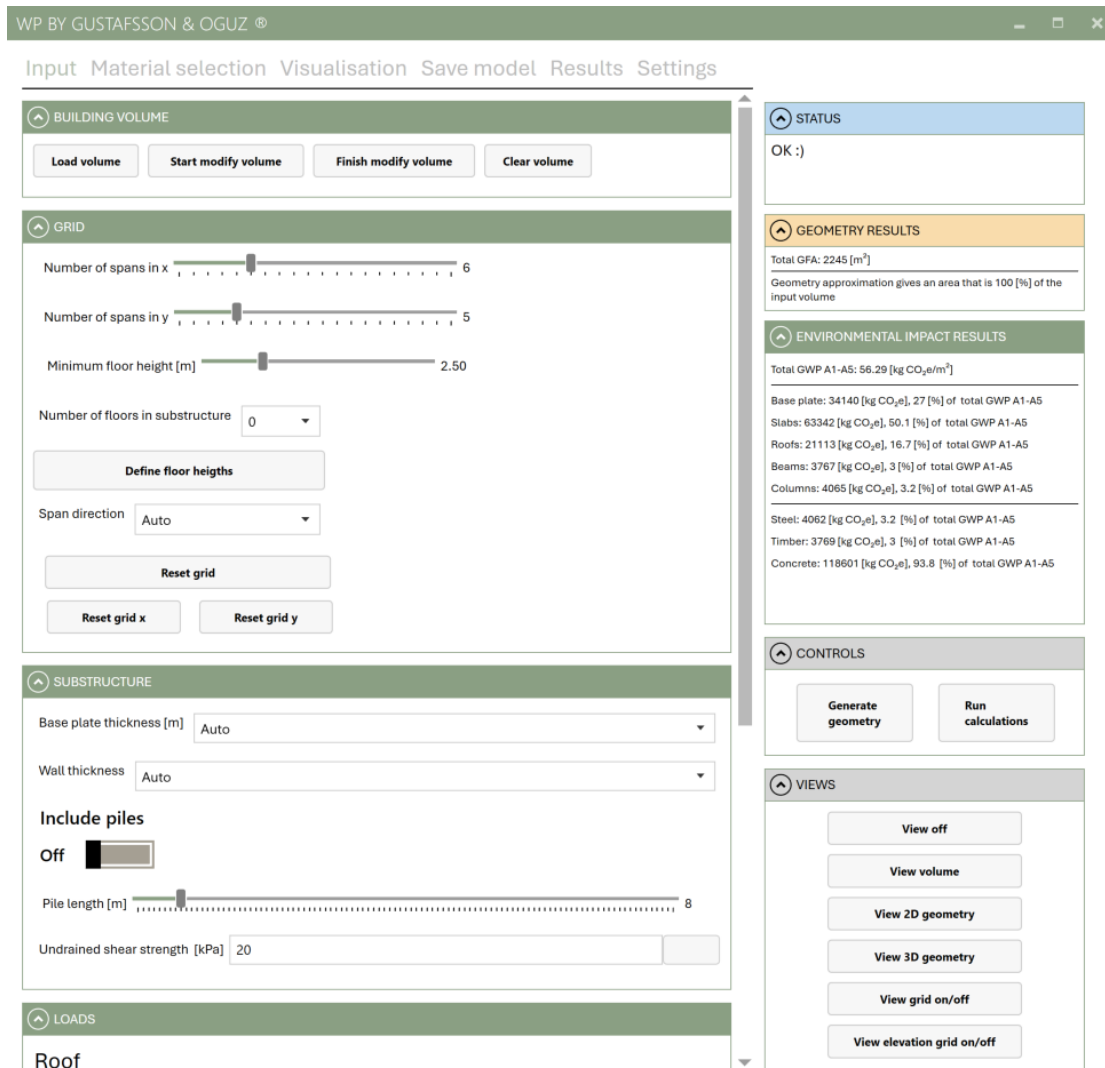 WP BY GUSTAFSSON & OGUZ ®
Input Material selection Visualisation Save model Results Settings
BUILDING VOLUME
Load volume
Start modify volume
Finish modify volume
Clear volume
GRID
Number of spans in x 6
Number of spans in y 5
Minimum floor height [m] 2.50
Number of floors in substructure 0
Define floor heigths
Span direction Auto
Reset grid
Reset grid x
Reset grid y
SUBSTRUCTURE
Base plate thickness [m] Auto
Wall thickness Auto
Include piles
Off
Pile length [m] 8
Undrained shear strength [kPa] 20
LOADS
Roof
STATUS
OK :)
GEOMETRY RESULTS
Total GFA: 2245 [m²]
Geometry approximation gives an area that is 100 [%] of the
input volume
ENVIRONMENTAL IMPACT RESULTS
Total GWP A1-A5: 56.29 [kg CO₂e/m²]
Base plate: 34140 [kg CO₂e], 27 [%] of total GWP A1-A5
Slabs: 63342 [kg CO₂e], 50.1 [%] of total GWP A1-A5
Roofs: 21113 [kg CO₂e], 16.7 [%] of total GWP A1-A5
Beams: 3767 [kg CO₂e], 3 [%] of total GWP A1-A5
Columns: 4065 [kg CO₂e], 3.2 [%] of total GWP A1-A5
Steel: 4062 [kg CO₂e], 3.2 [%] of total GWP A1-A5
Timber: 3769 [kg CO₂e], 3 [%] of total GWP A1-A5
Concrete: 118601 [kg CO₂e], 93.8 [%] of total GWP A1-A5
CONTROLS
Generate
geometry
Run
calculations
VIEWS
View off
View volume
View 2D geometry
View 3D geometry
View grid on/off
View elevation grid on/off